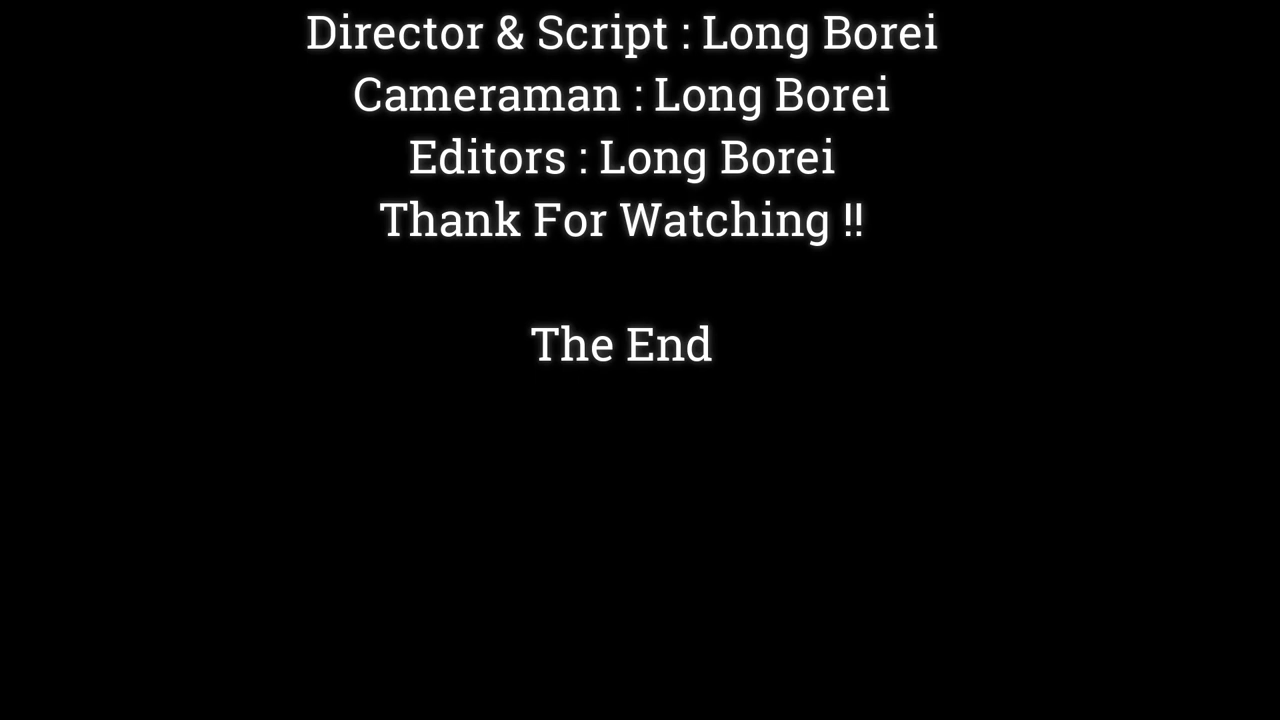 Director & Script : Long Borei
Cameraman : Long Borei
Editors : Long Borei
Thank For Watching !!
The End